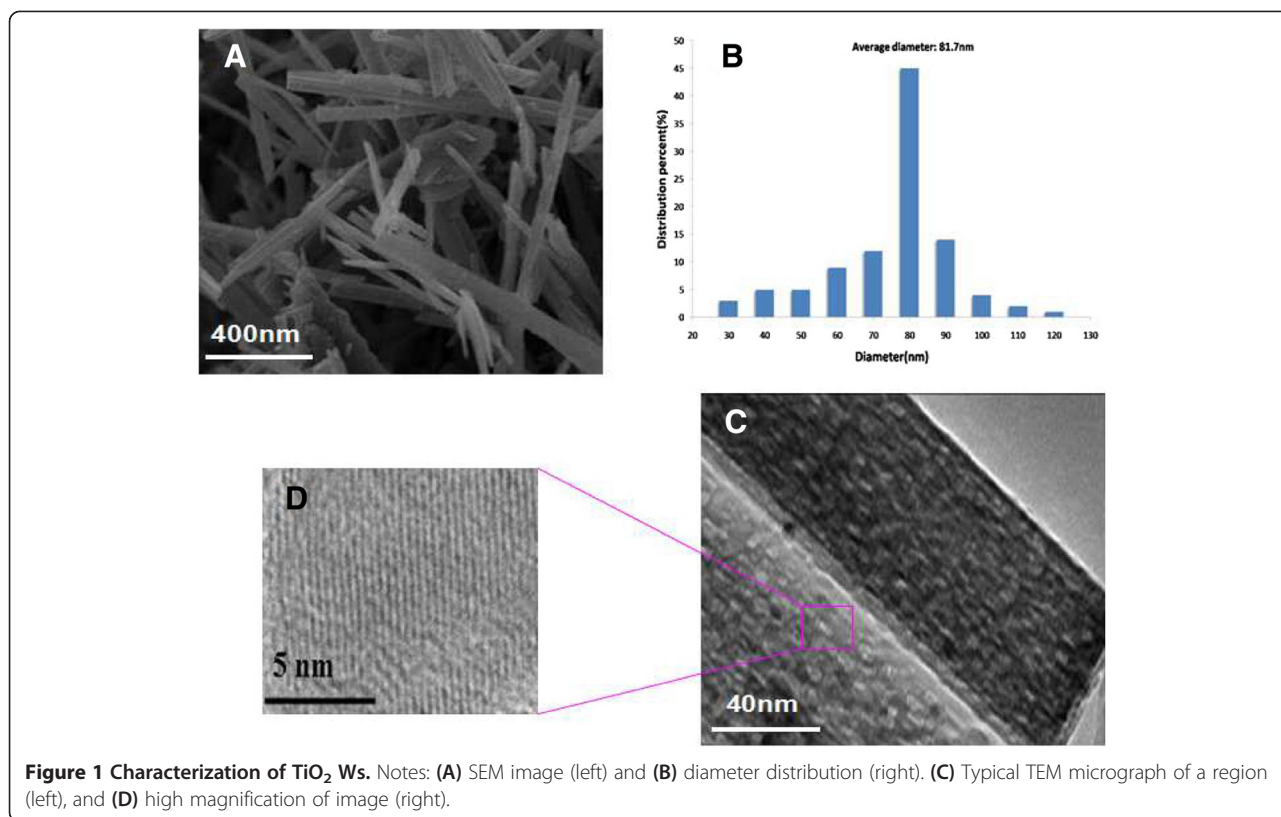 A
400nm
B
Average diameter: 81.7nm
Distribution percent(%)
50
45
40
35
30
25
20
15
10
5
0
20 30 40 50 60 70 80 90 100 110 120 130
Diameter(nm)
D
5 nm
C
40nm
Figure 1 Characterization of TiO₂ Ws. Notes: (A) SEM image (left) and (B) diameter distribution (right). (C) Typical TEM micrograph of a region
(left), and (D) high magnification of image (right).